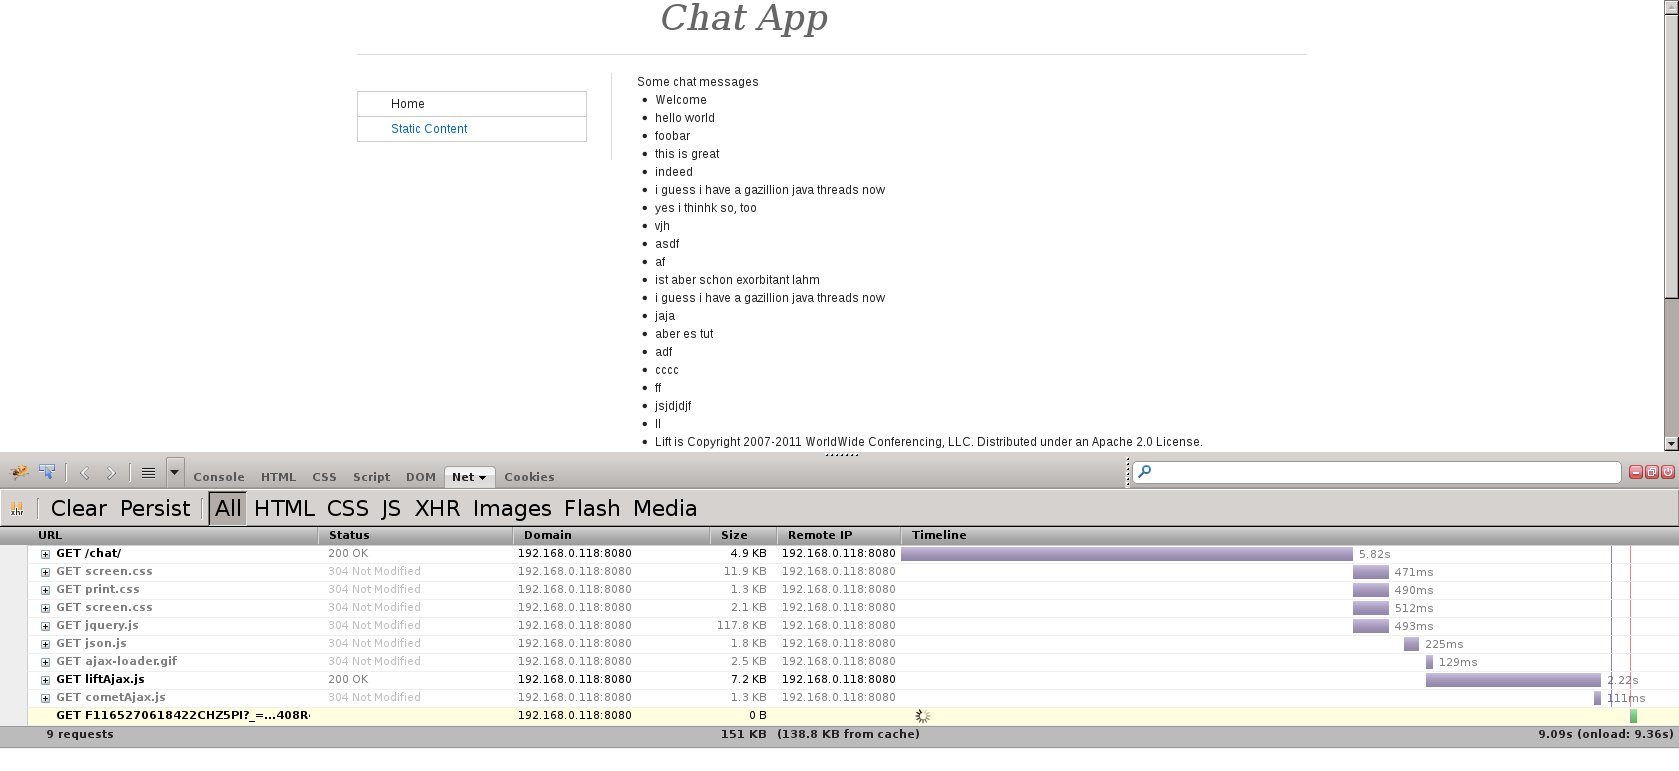 Chat App
Home
Static Content
Some chat messages
Welcome
hello world
foobar
this is great
indeed
i guess i have a gazillion java threads now
yes i thinhk so, too
vjh
asdf
af
ist aber schon exorbitant lahm
i guess i have a gazillion java threads now
jaja
aber es tut
adf
cccc
ff
jsjdjdjf
ll
Lift is Copyright 2007-2011 WorldWide Conferencing, LLC. Distributed under an Apache 2.0 License.
Console HTML CSS Script DOM Net Cookies
xhr Clear Persist All HTML CSS JS XHR Images Flash Media
URL Status Domain Size Remote IP Timeline
GET /chat/ 200 OK 192.168.0.118:8080 4.9 KB 192.168.0.118:8080 5.82s
GET screen.css 304 Not Modified 192.168.0.118:8080 11.9 KB 192.168.0.118:8080 471ms
GET print.css 304 Not Modified 192.168.0.118:8080 1.3 KB 192.168.0.118:8080 490ms
GET screen.css 304 Not Modified 192.168.0.118:8080 2.1 KB 192.168.0.118:8080 512ms
GET jquery.js 304 Not Modified 192.168.0.118:8080 117.8 KB 192.168.0.118:8080 493ms
GET json.js 304 Not Modified 192.168.0.118:8080 1.8 KB 192.168.0.118:8080 225ms
GET ajax-loader.gif 304 Not Modified 192.168.0.118:8080 2.5 KB 192.168.0.118:8080 129ms
GET liftAjax.js 200 OK 192.168.0.118:8080 7.2 KB 192.168.0.118:8080 2.22s
GET cometAjax.js 304 Not Modified 192.168.0.118:8080 1.3 KB 192.168.0.118:8080 111ms
GET F1165270618422CHZ5PI?_=...408R 192.168.0.118:8080 0 B
9 requests 151 KB (138.8 KB from cache) 9.09s (onload: 9.36s)